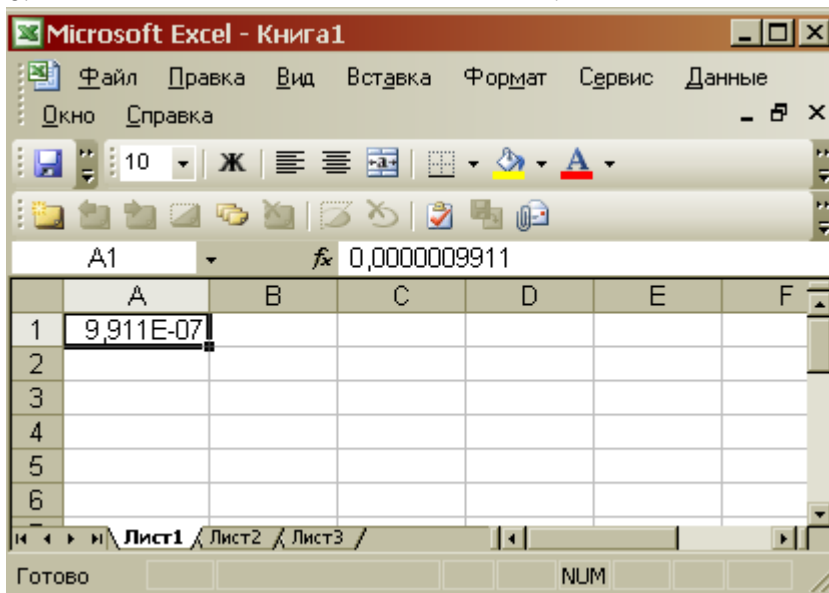 Microsoft Excel - Книга1
Файл Правка Вид Вставка Формат Сервис Данные
Окно Справка
10 Ж A
A1 fx 0,0000009911
A B C D E F
1 9,911E-07
2
3
4
5
6
Лист1 Лист2 Лист3
Готово NUM